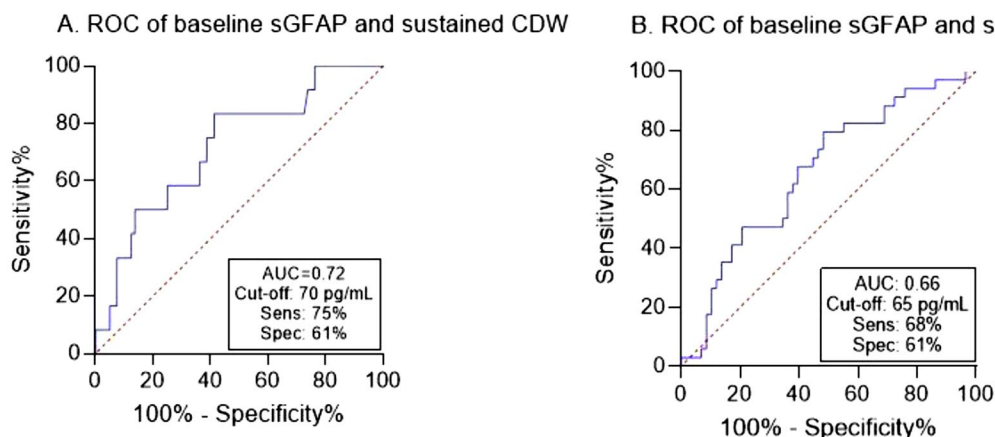 A. ROC of baseline sGFAP and sustained CDW
100
80
60
40
20
0
Sensitivity%
AUC=0.72
Cut-off: 70 pg/mL
Sens: 75%
Spec: 61%
0 20 40 60 80 100
100% - Specificity%
B. ROC of baseline sGFAP and s
100
80
60
40
20
0
Sensitivity%
AUC: 0.66
Cut-off: 65 pg/mL
Sens: 68%
Spec: 61%
0 20 40 60 80 100
100% - Specificity%